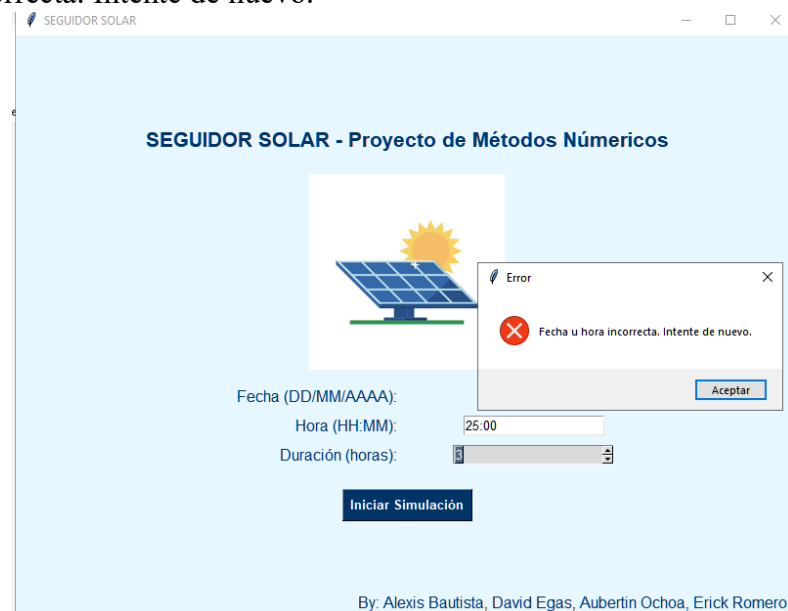 SEGUIDOR SOLAR
SEGUIDOR SOLAR - Proyecto de Métodos Númericos
Error
Fecha u hora incorrecta. Intente de nuevo.
Aceptar
Fecha (DD/MM/AAAA):
Hora (HH:MM): 25:00
Duración (horas): 3
Iniciar Simulación
By: Alexis Bautista, David Egas, Aubertin Ochoa, Erick Romero